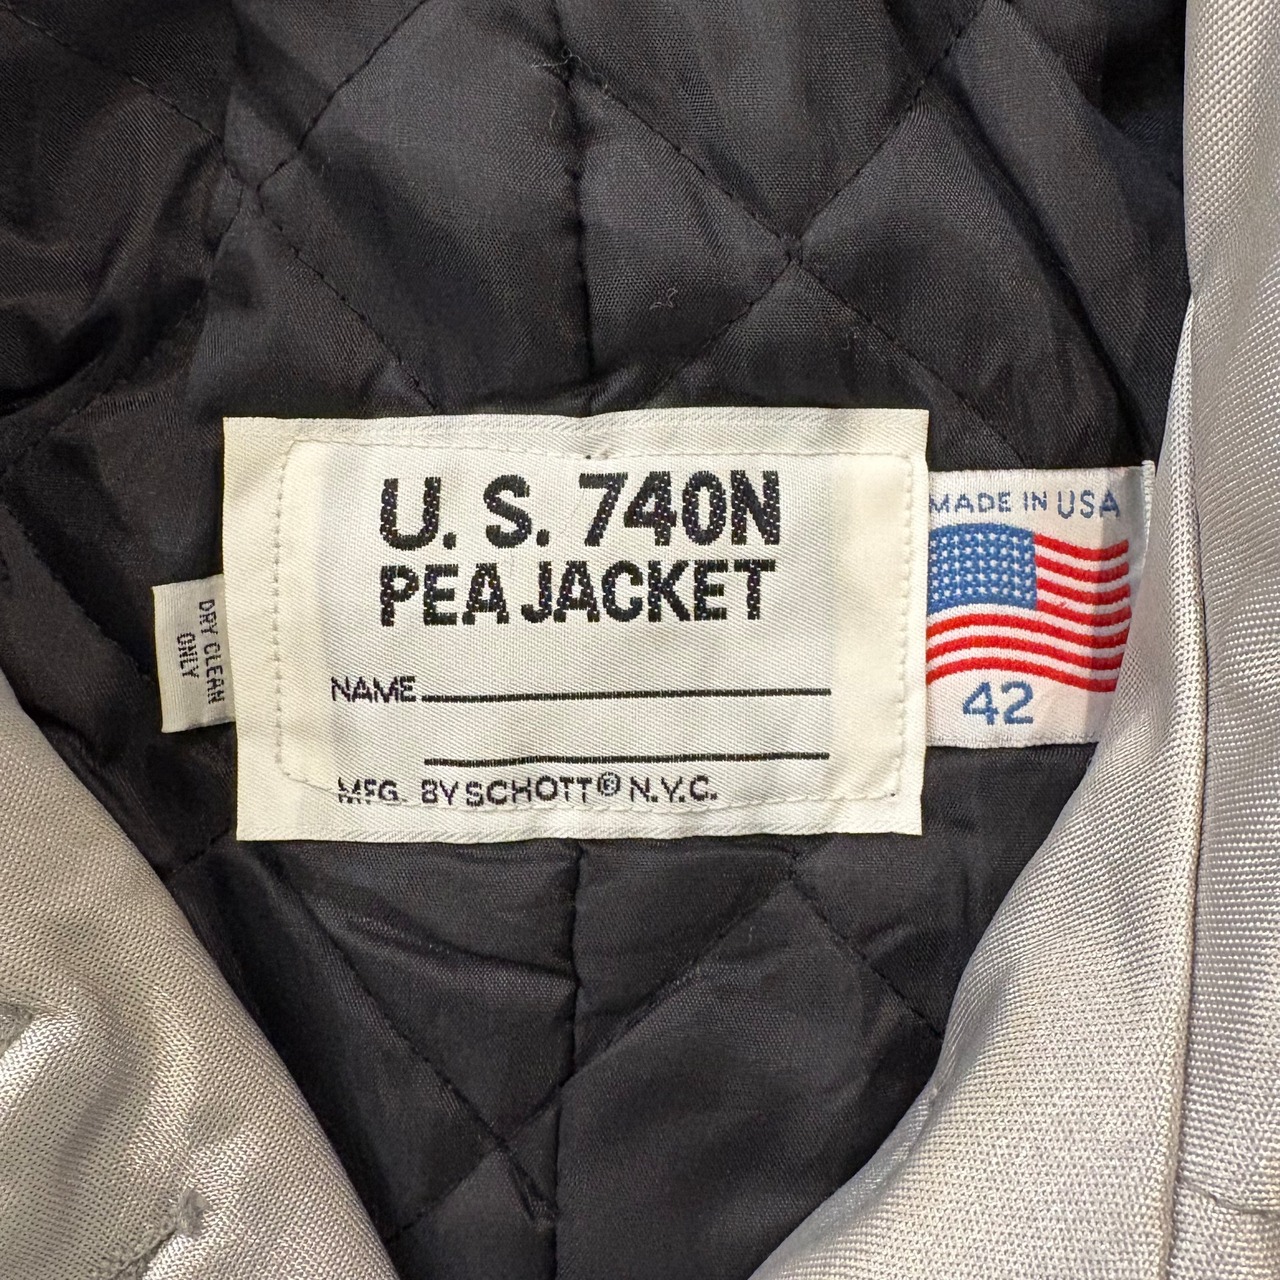 U. S. 740N
PEA JACKET
NAME
MFG. BY SCHOTT® N.Y.C.
MADE IN USA
42
DRY CLEAN
ONLY